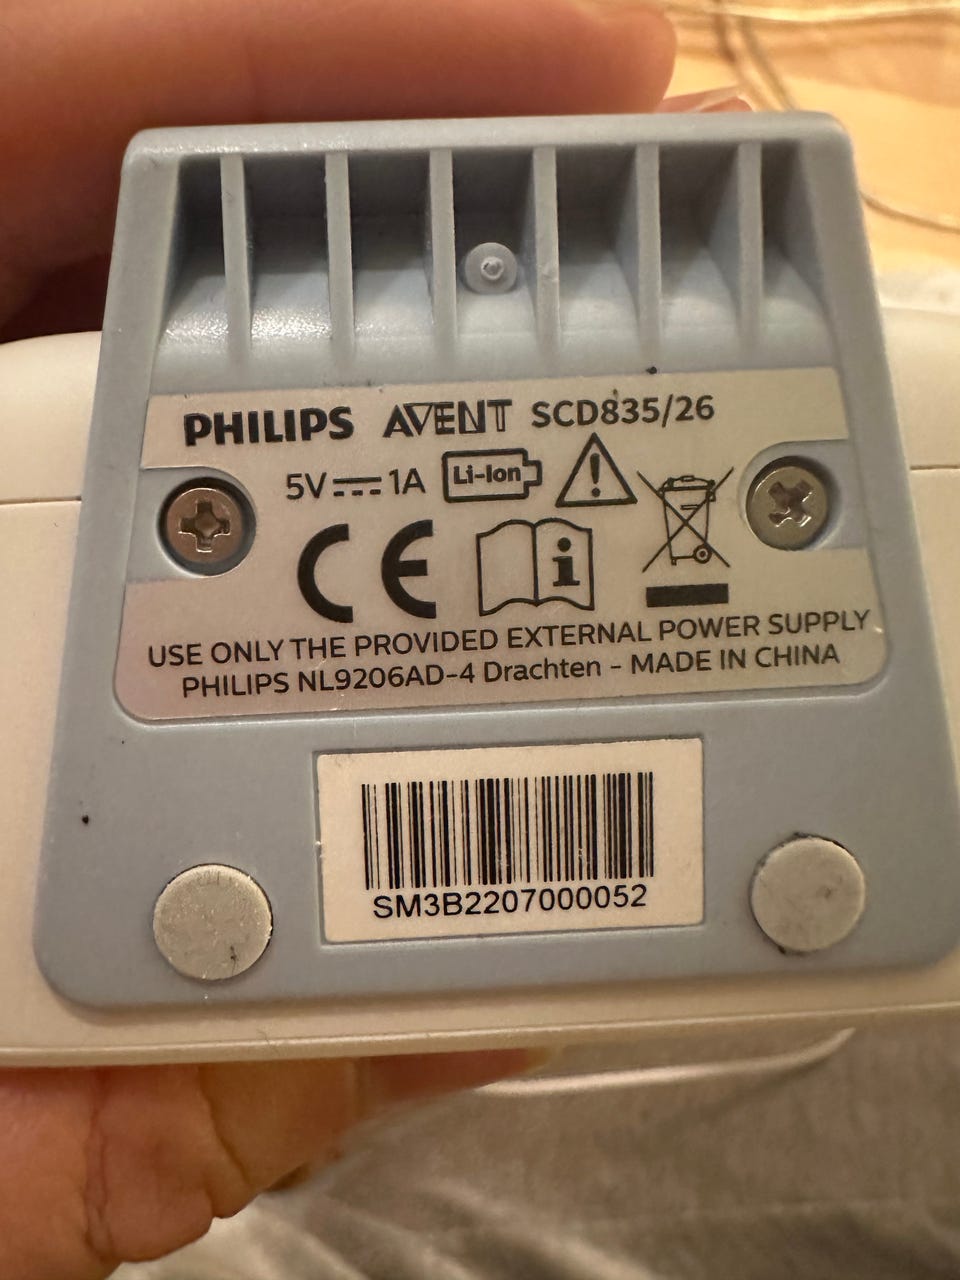 PHILIPS AVENT SCD835/26
5V⎓1A Li-Ion
CE
USE ONLY THE PROVIDED EXTERNAL POWER SUPPLY
PHILIPS NL9206AD-4 Drachten - MADE IN CHINA
SM3B2207000052